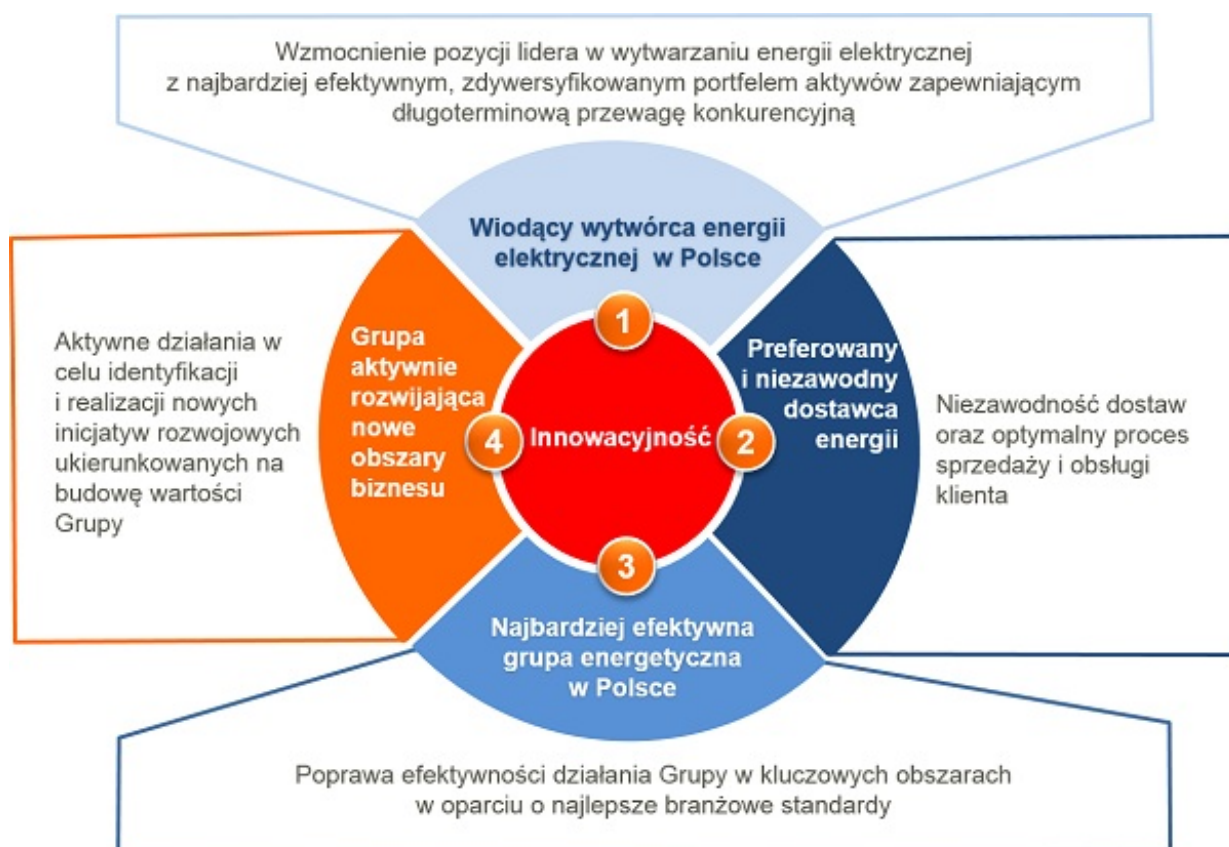 Wzmocnienie pozycji lidera w wytwarzaniu energii elektrycznej
z najbardziej efektywnym, zdywersyfikowanym portfelem aktywów zapewniającym
długoterminową przewagę konkurencyjną
Wiodący wytwórca energii
elektrycznej w Polsce
1
Aktywne działania w
celu identyfikacji
i realizacji nowych
inicjatyw rozwojowych
ukierunkowanych na
budowę wartości
Grupy
Grupa
aktywnie
rozwijająca
nowe
obszary
biznesu
4
Innowacyjność
2
Preferowany
i niezawodny
dostawca
energii
Niezawodność dostaw
oraz optymalny proces
sprzedaży i obsługi
klienta
3
Najbardziej efektywna
grupa energetyczna
w Polsce
Poprawa efektywności działania Grupy w kluczowych obszarach
w oparciu o najlepsze branżowe standardy